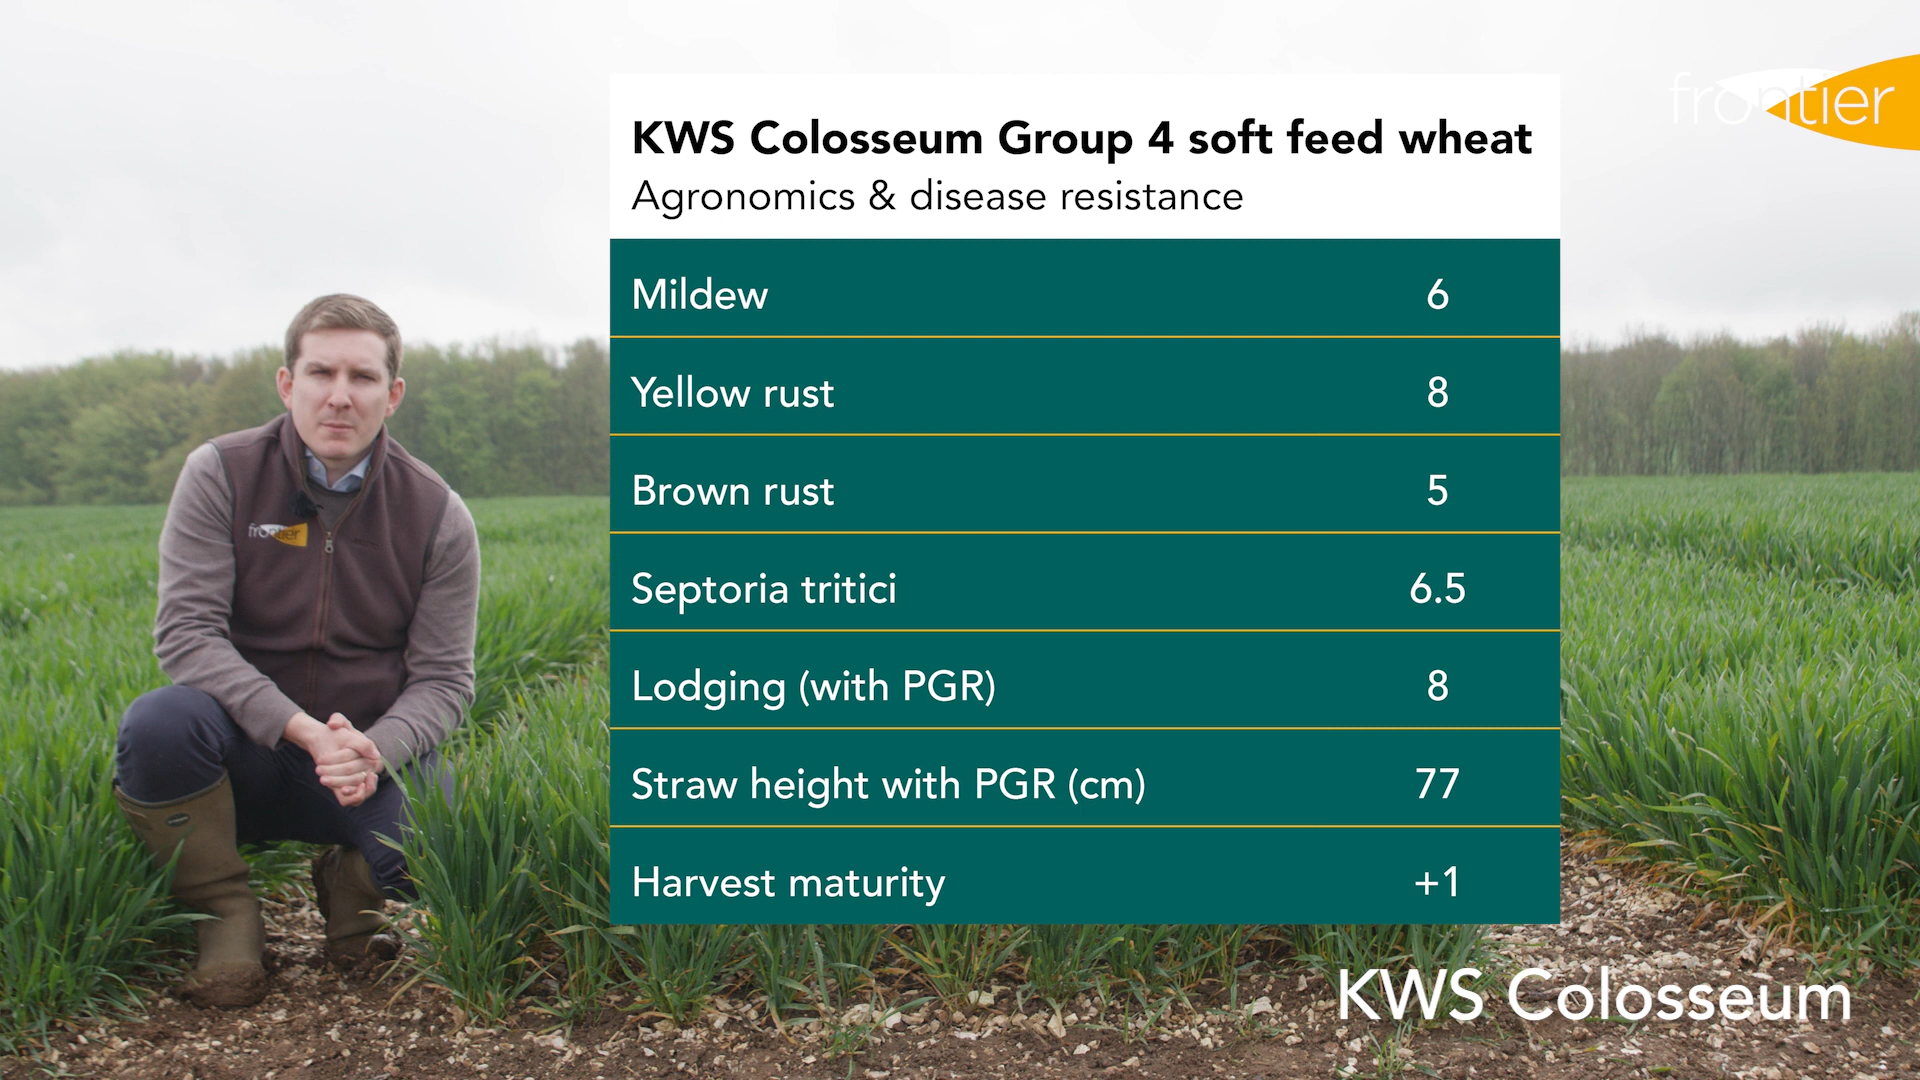 frontier
KWS Colosseum Group 4 soft feed wheat
Agronomics & disease resistance
Mildew 6
Yellow rust 8
Brown rust 5
Septoria tritici 6.5
Lodging (with PGR) 8
Straw height with PGR (cm) 77
Harvest maturity +1
frontier
KWS Colosseum